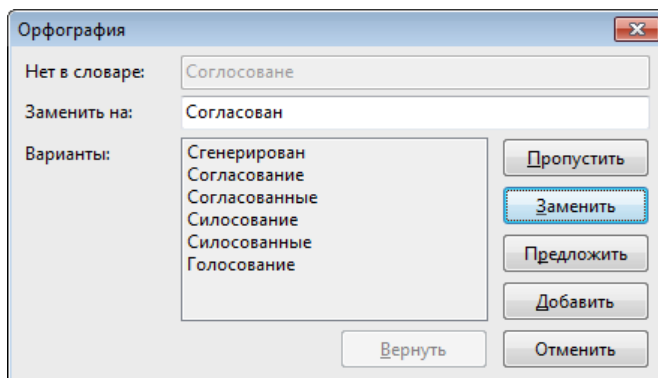 Орфография
Нет в словаре: Соглосоване
Заменить на: Согласован
Варианты:
Сгенерирован
Согласование
Согласованные
Силосование
Силосованные
Голосование
Пропустить
Заменить
Предложить
Добавить
Вернуть
Отменить